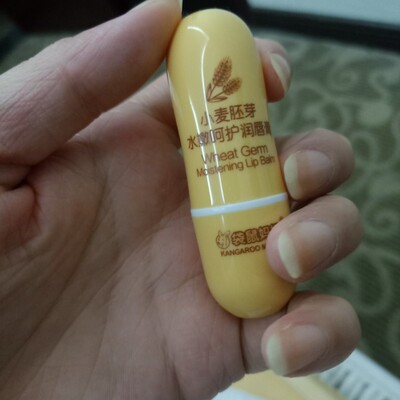 小麦胚芽
水嫩呵护润唇膏
Wheat Germ
Moistening Lip Balm
袋鼠妈
KANGAROO